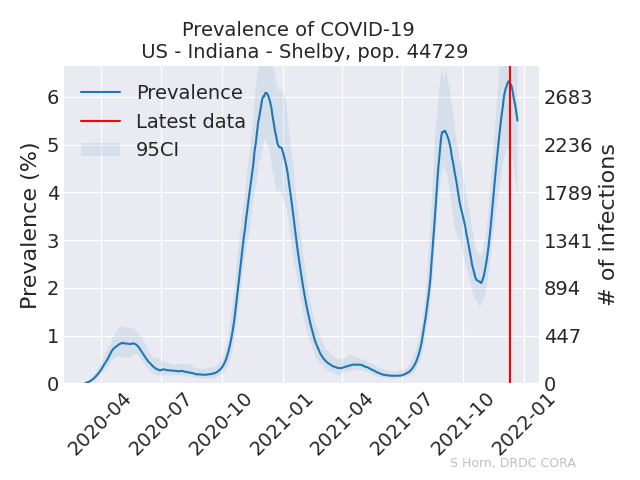 Prevalence of COVID-19
US - Indiana - Shelby, pop. 44729
Prevalence
Latest data
95CI
Prevalence (%)
6
5
4
3
2
1
0
# of infections
2683
2236
1789
1341
894
447
0
2020-04
2020-07
2020-10
2021-01
2021-04
2021-07
2021-10
2022-01
S Horn, DRDC CORA